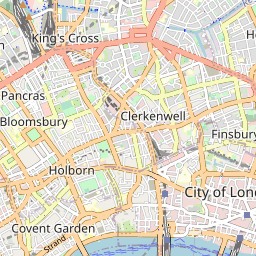 King's Cross
Pancras
Clerkenwell
Bloomsbury
Finsbury
Holborn
City of Lon
Covent Garden
Strand